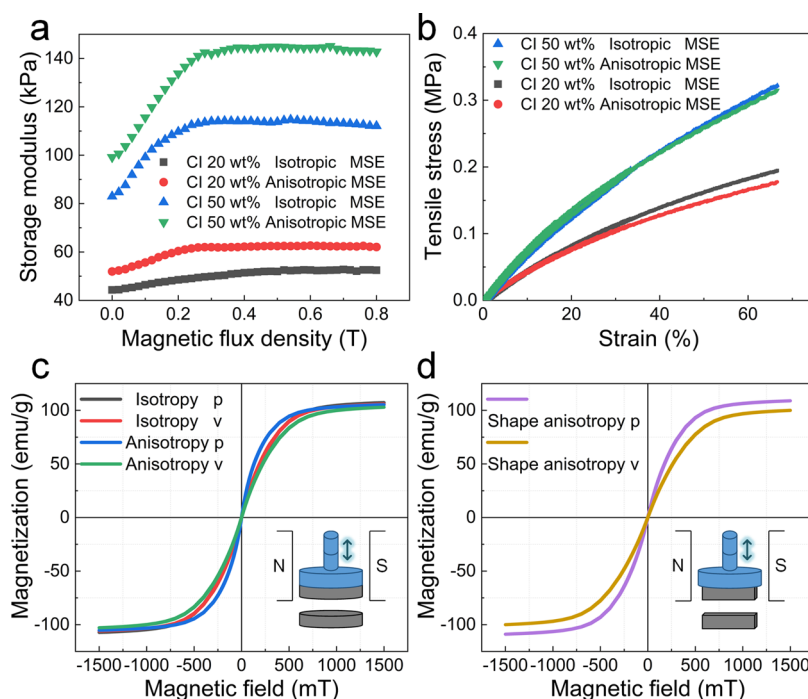 a
Storage modulus (kPa)
140
120
100
80
60
40
CI 20 wt% Isotropic MSE
CI 20 wt% Anisotropic MSE
CI 50 wt% Isotropic MSE
CI 50 wt% Anisotropic MSE
0.0 0.2 0.4 0.6 0.8
Magnetic flux density (T)
b
Tensile stress (MPa)
0.3
0.2
0.1
0.0
CI 50 wt% Isotropic MSE
CI 50 wt% Anisotropic MSE
CI 20 wt% Isotropic MSE
CI 20 wt% Anisotropic MSE
0 20 40 60
Strain (%)
c
Magnetization (emu/g)
100
50
0
-50
-100
Isotropy p
Isotropy v
Anisotropy p
Anisotropy v
N S
-1500 -1000 -500 0 500 1000 1500
Magnetic field (mT)
d
Magnetization (emu/g)
100
50
0
-50
-100
Shape anisotropy p
Shape anisotropy v
N S
-1500 -1000 -500 0 500 1000 1500
Magnetic field (mT)